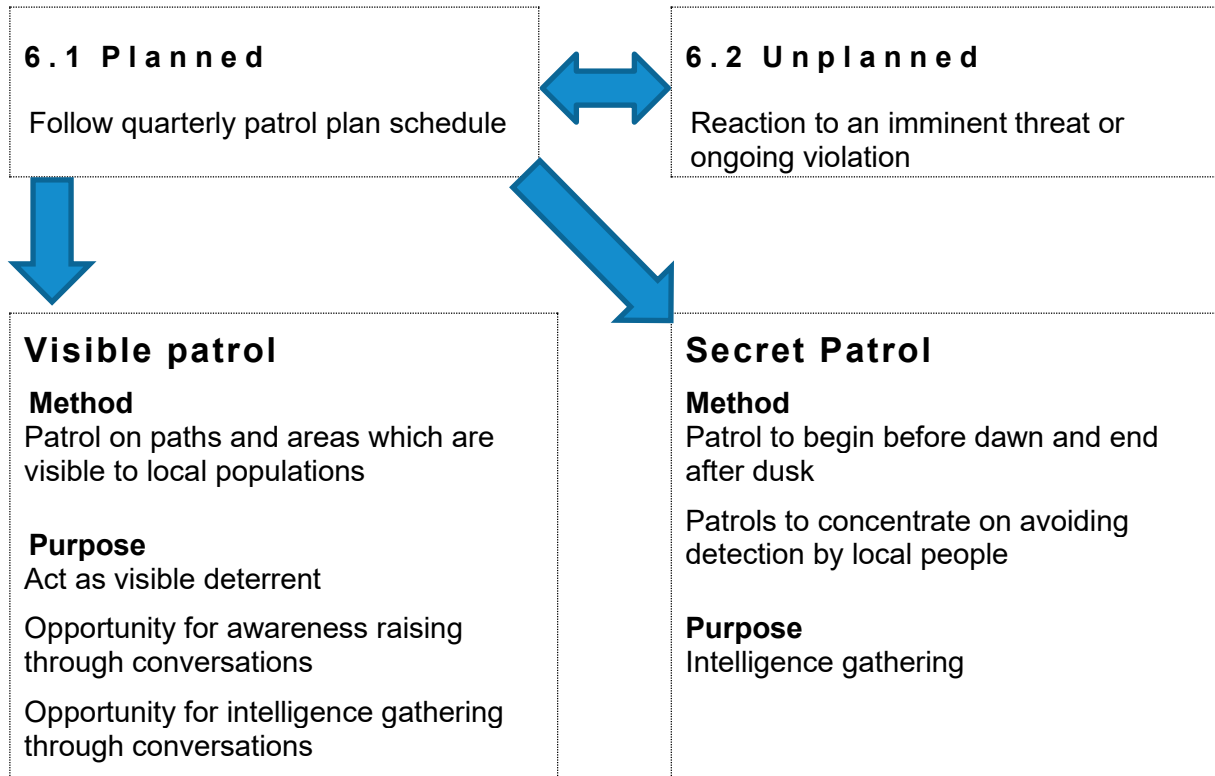 6.1 Planned
Follow quarterly patrol plan schedule
6.2 Unplanned
Reaction to an imminent threat or
ongoing violation
Visible patrol
Method
Patrol on paths and areas which are
visible to local populations
Purpose
Act as visible deterrent
Opportunity for awareness raising
through conversations
Opportunity for intelligence gathering
through conversations
Secret Patrol
Method
Patrol to begin before dawn and end
after dusk
Patrols to concentrate on avoiding
detection by local people
Purpose
Intelligence gathering